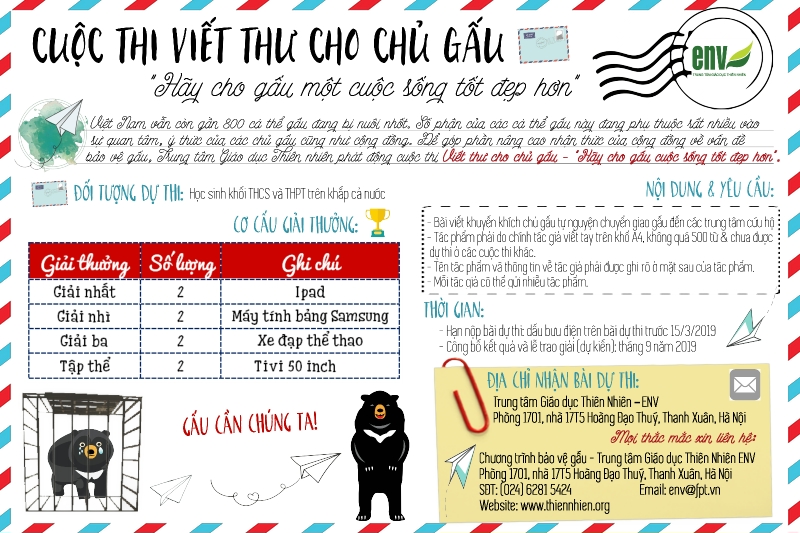 CUỘC THI VIẾT THƯ CHO CHỦ GẤU
"Hãy cho gấu một cuộc sống tốt đẹp hơn"
env
TRUNG TÂM GIÁO DỤC THIÊN NHIÊN
Việt Nam vẫn còn gần 800 cá thể gấu đang bị nuôi nhốt. Số phận của các cá thể gấu này đang phụ thuộc rất nhiều vào
sự quan tâm, ý thức của các chủ gấu cũng như cộng đồng. Để góp phần nâng cao nhận thức của cộng đồng về vấn đề
bảo vệ gấu, Trung tâm Giáo dục Thiên nhiên phát động cuộc thi Viết thư cho chủ gấu - "Hãy cho gấu cuộc sống tốt đẹp hơn".
ĐỐI TƯỢNG DỰ THI: Học sinh khối THCS và THPT trên khắp cả nước
CƠ CẤU GIẢI THƯỞNG:
Giải thưởng Số lượng Ghi chú
Giải nhất 2 Ipad
Giải nhì 2 Máy tính bảng Samsung
Giải ba 2 Xe đạp thể thao
Tập thể 2 Tivi 50 inch
GẤU CẦN CHÚNG TA!
NỘI DUNG & YÊU CẦU:
- Bài viết khuyến khích chủ gấu tự nguyện chuyển giao gấu đến các trung tâm cứu hộ
- Tác phẩm phải do chính tác giả viết tay trên khổ A4, không quá 500 từ & chưa được
dự thi ở các cuộc thi khác.
- Tên tác phẩm và thông tin về tác giả phải được ghi rõ ở mặt sau của tác phẩm.
- Mỗi tác giả có thể gửi nhiều tác phẩm.
THỜI GIAN:
- Hạn nộp bài dự thi: dấu bưu điện trên bài dự thi trước 15/3/2019
- Công bố kết quả và lễ trao giải (dự kiến): tháng 9 năm 2019
ĐỊA CHỈ NHẬN BÀI DỰ THI:
Trung tâm Giáo dục Thiên Nhiên – ENV
Phòng 1701, nhà 17T5 Hoàng Đạo Thuý, Thanh Xuân, Hà Nội
Mọi thắc mắc xin liên hệ:
Chương trình bảo vệ gấu - Trung tâm Giáo dục Thiên Nhiên ENV
Phòng 1701, nhà 17T5 Hoàng Đạo Thuý, Thanh Xuân, Hà Nội
SĐT: (024) 6281 5424 Email: env@fpt.vn
Website: www.thiennhien.org